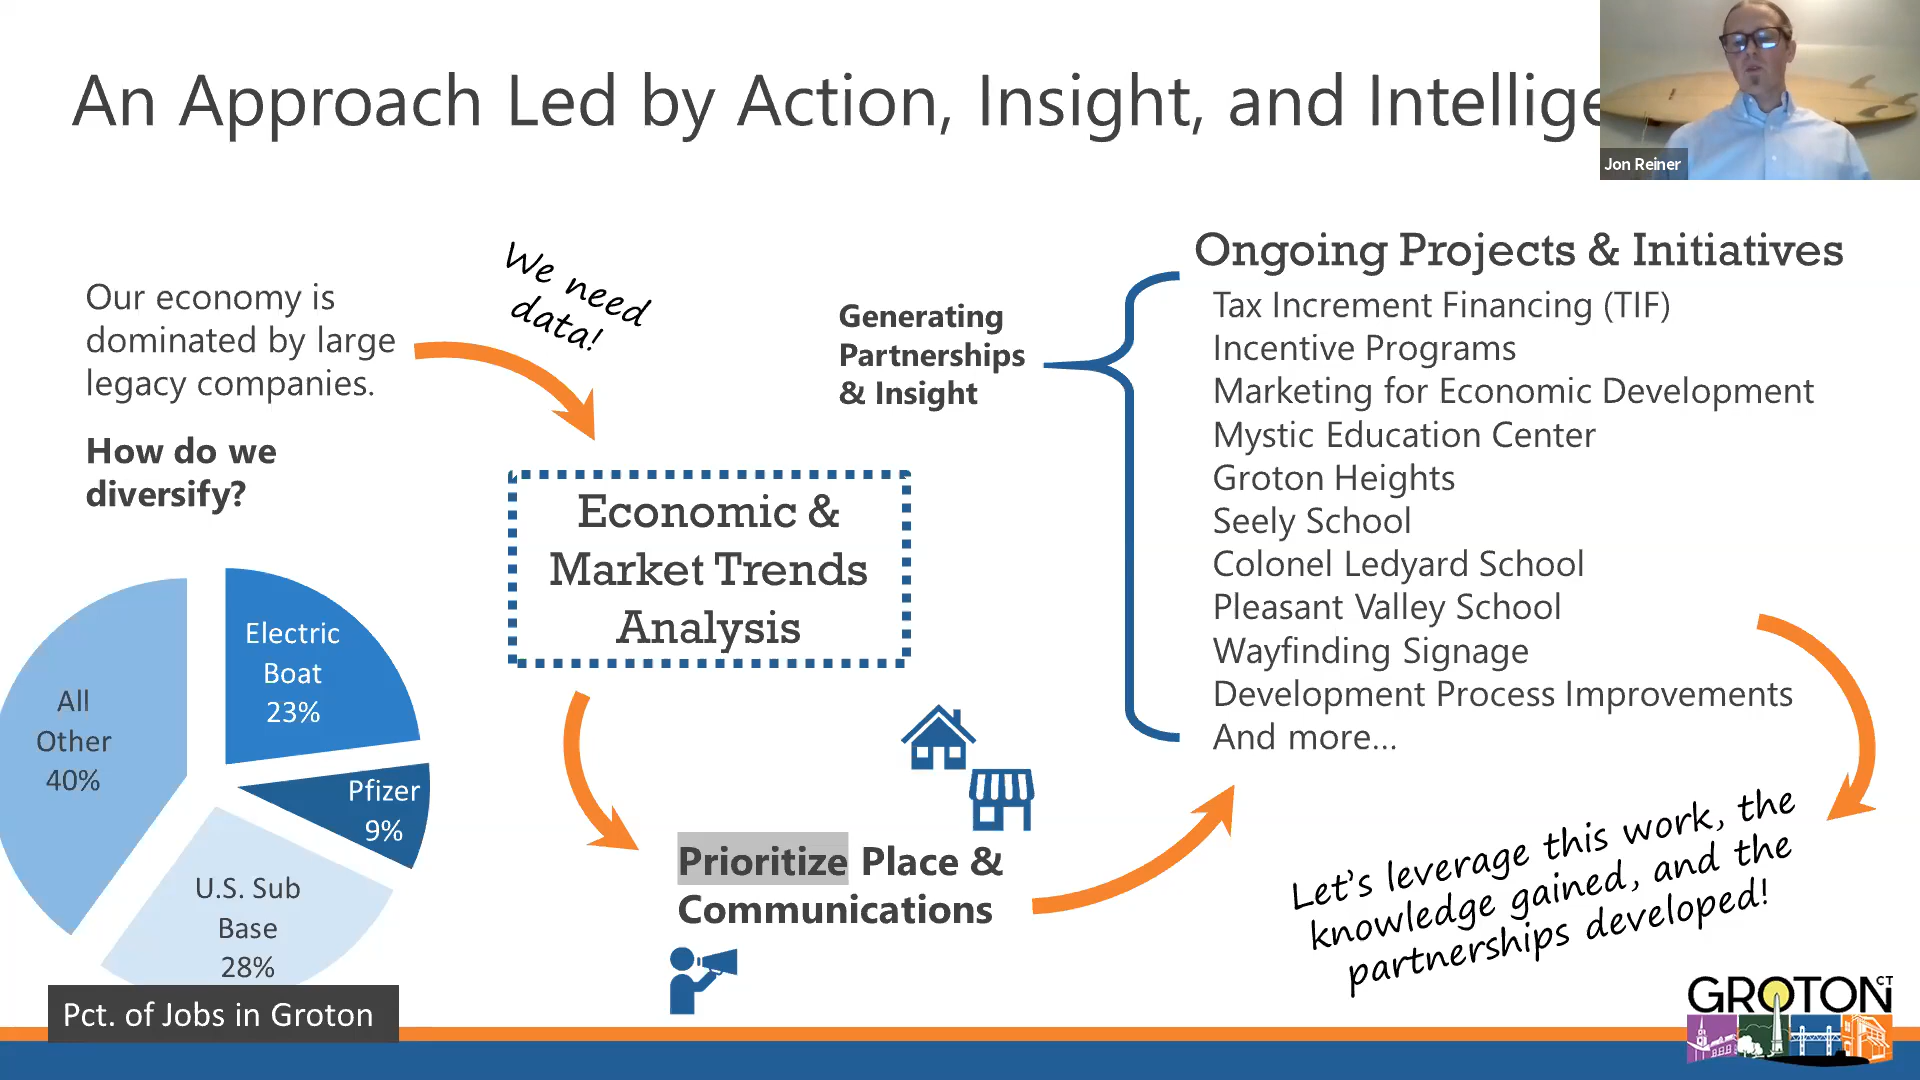 An Approach Led by Action, Insight, and Intellige
Jon Reiner
Our economy is
dominated by large
legacy companies.
How do we
diversify?
We need
data!
Economic &
Market Trends
Analysis
Generating
Partnerships
& Insight
Ongoing Projects & Initiatives
Tax Increment Financing (TIF)
Incentive Programs
Marketing for Economic Development
Mystic Education Center
Groton Heights
Seely School
Colonel Ledyard School
Pleasant Valley School
Wayfinding Signage
Development Process Improvements
And more...
Electric
Boat
23%
Pfizer
9%
U.S. Sub
Base
28%
All
Other
40%
Pct. of Jobs in Groton
Prioritize Place &
Communications
Let's leverage this work, the
knowledge gained, and the
partnerships developed!
GROTON CT